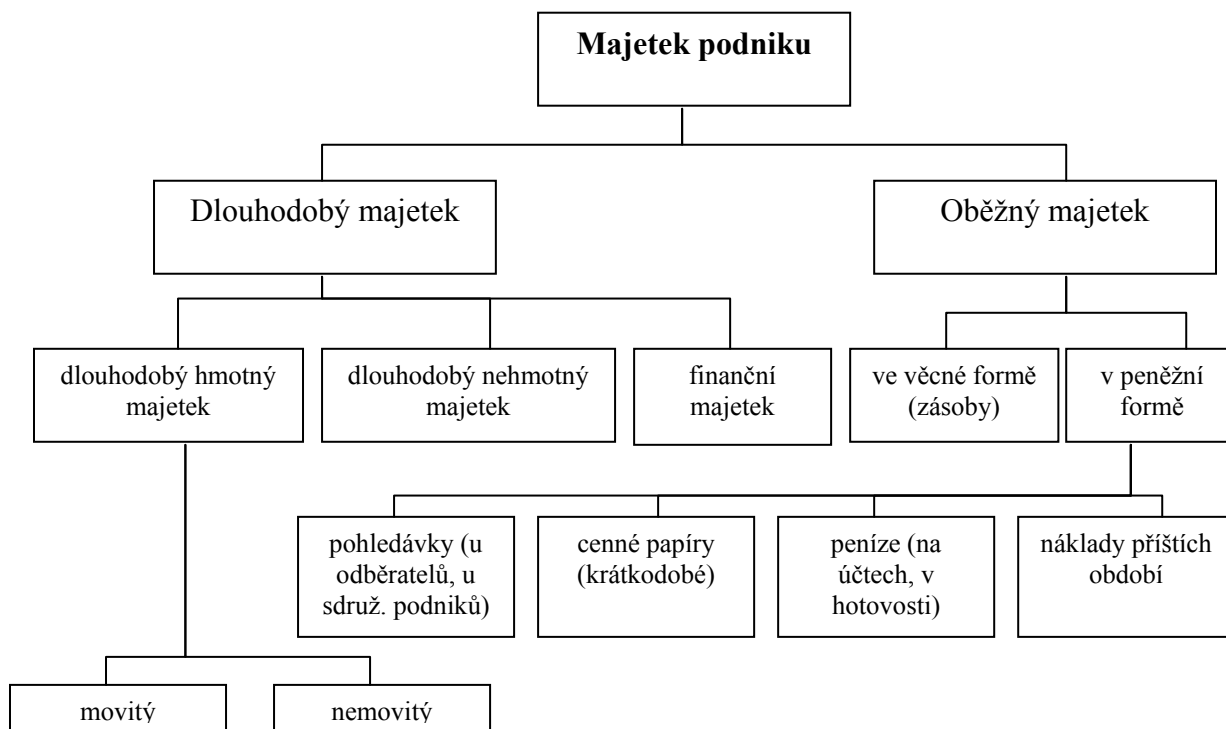 Majetek podniku
Dlouhodobý majetek
Oběžný majetek
dlouhodobý hmotný
majetek
dlouhodobý nehmotný
majetek
finanční
majetek
ve věcné formě
(zásoby)
v peněžní
formě
pohledávky (u
odběratelů, u
sdruž. podniků)
cenné papíry
(krátkodobé)
peníze (na
účtech, v
hotovosti)
náklady příštích
období
movitý
nemovitý